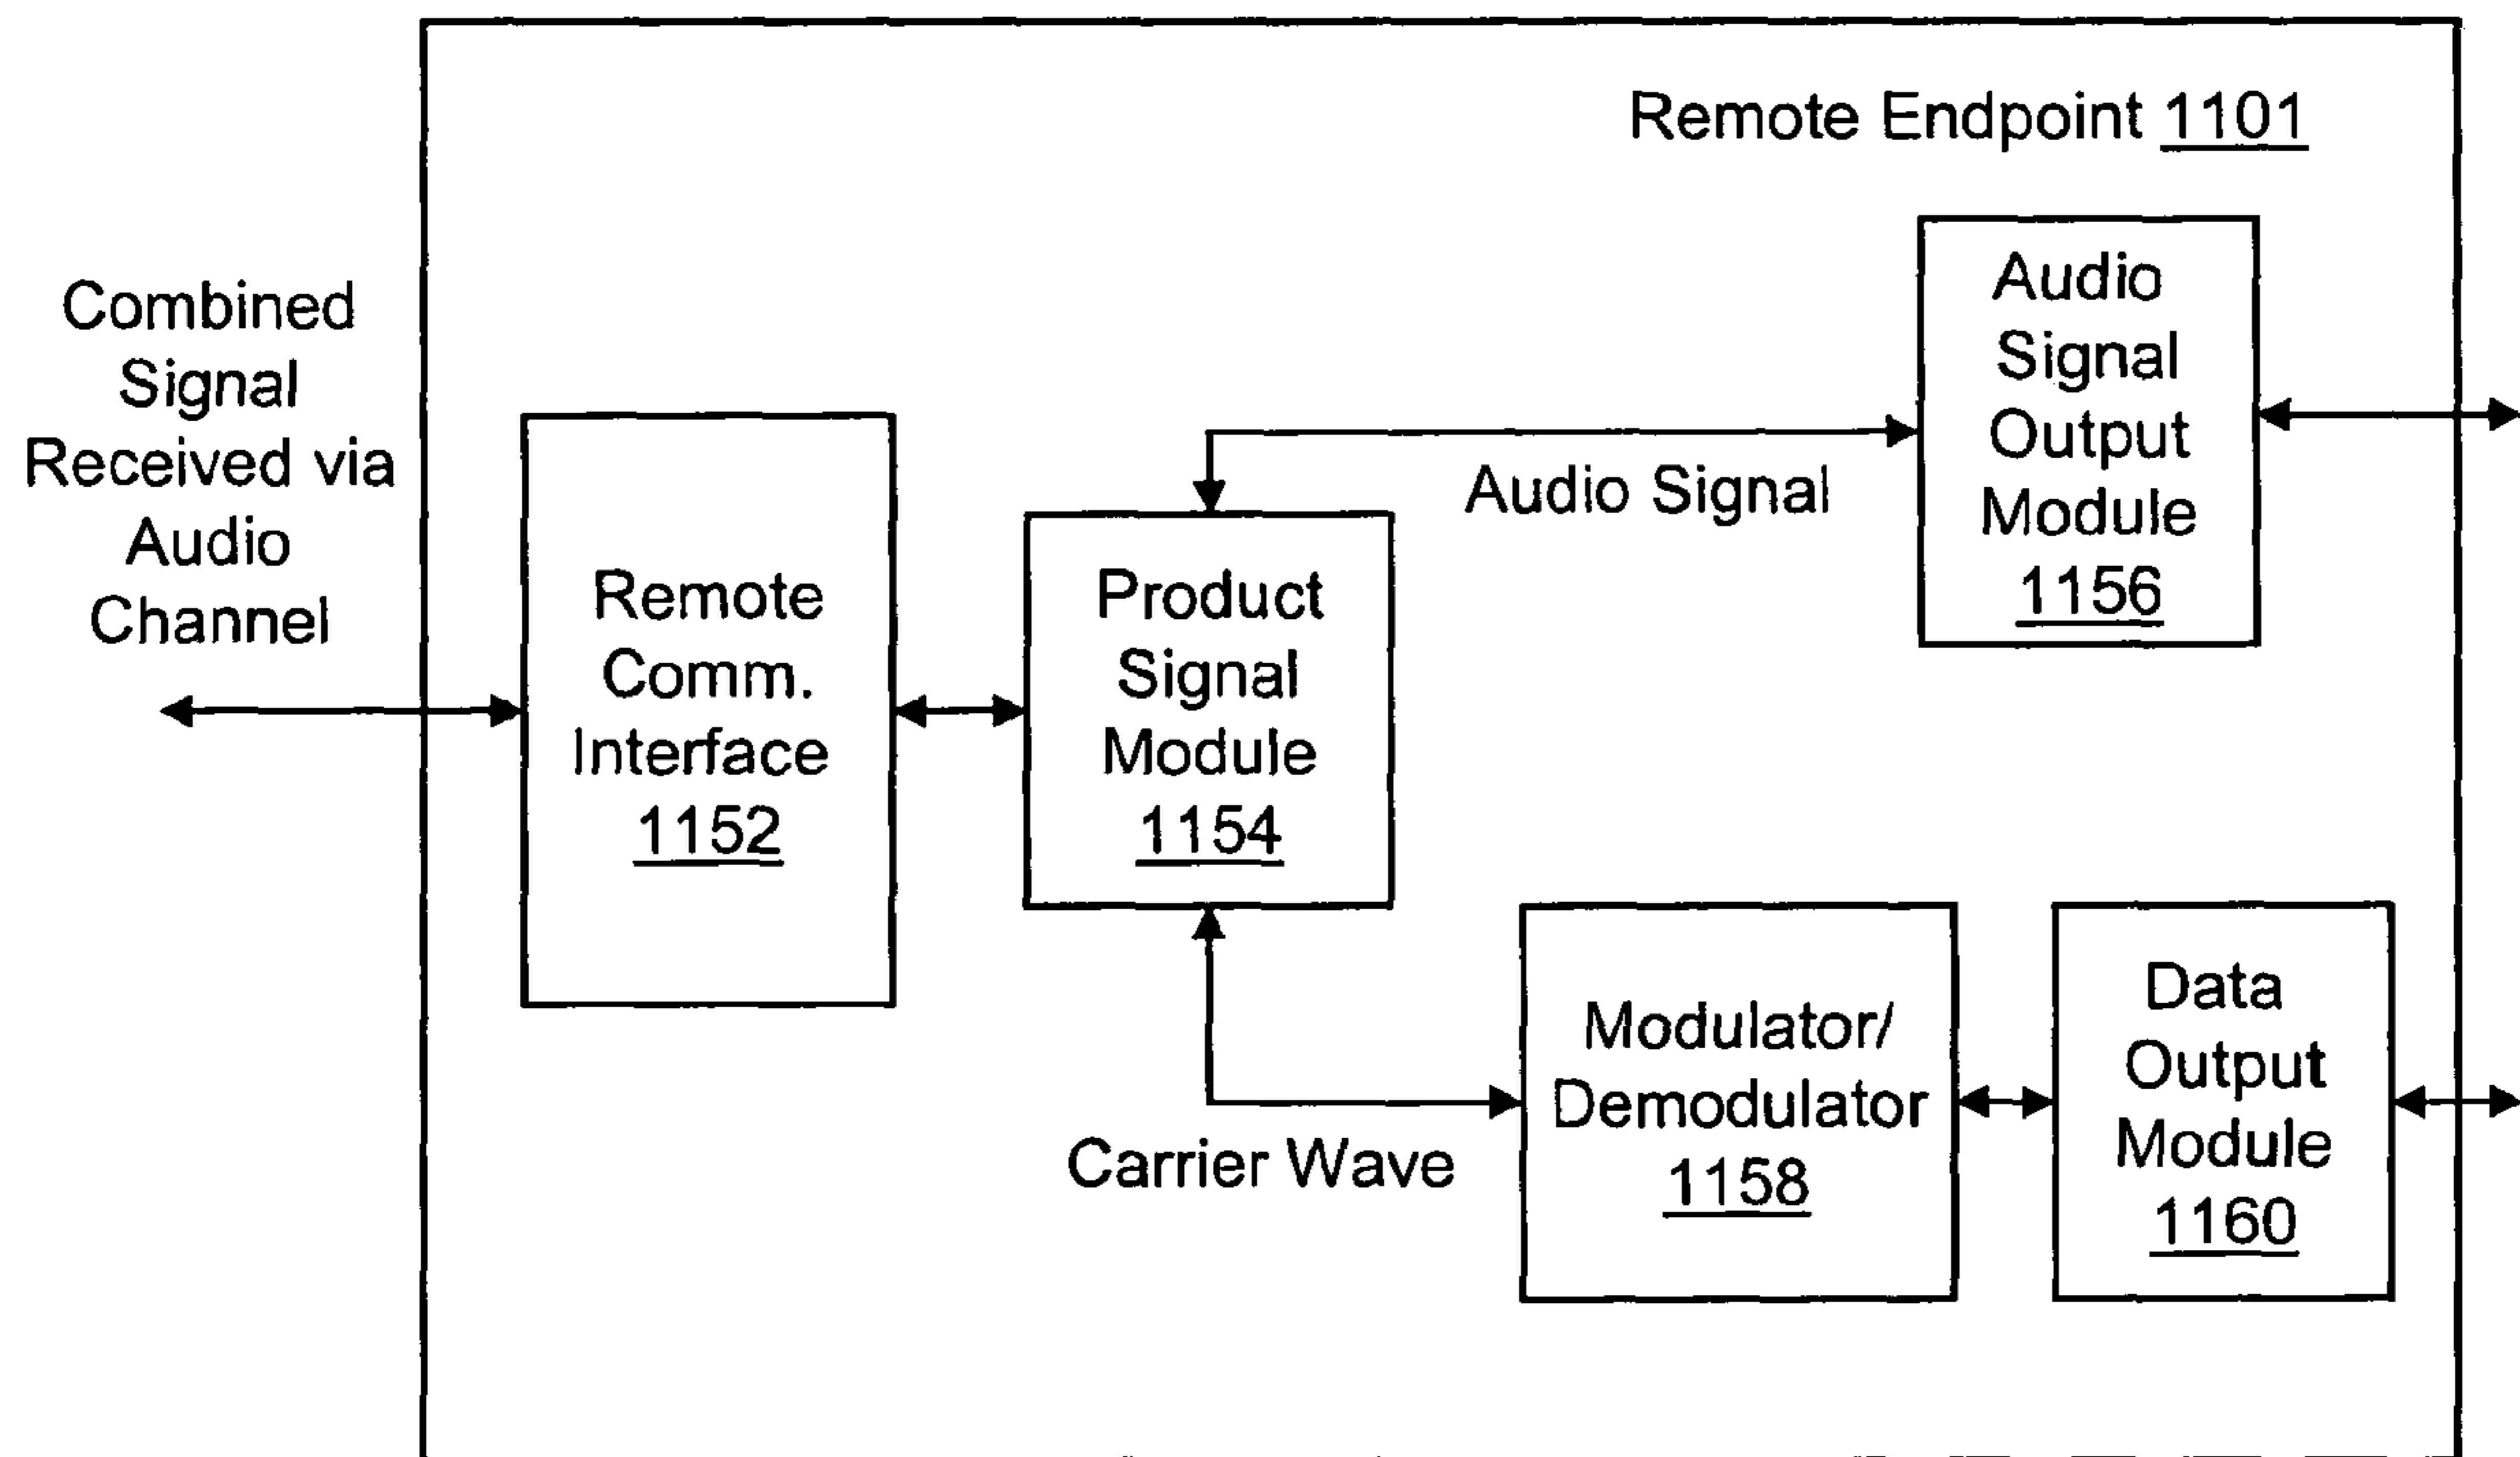 Remote Endpoint 1101
Combined
Signal
Received via
Audio
Channel
Remote
Comm.
Interface
1152
Product
Signal
Module
1154
Audio Signal
Audio
Signal
Output
Module
1156
Carrier Wave
Modulator/
Demodulator
1158
Data
Output
Module
1160